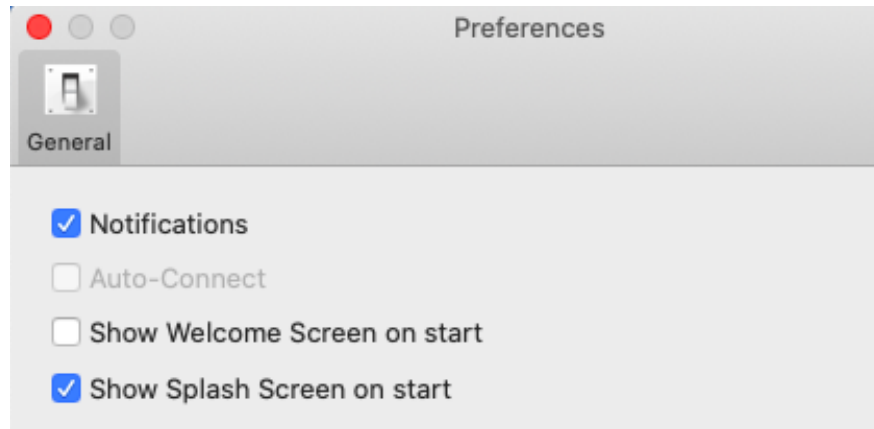 Preferences
General
Notifications
Auto-Connect
Show Welcome Screen on start
Show Splash Screen on start